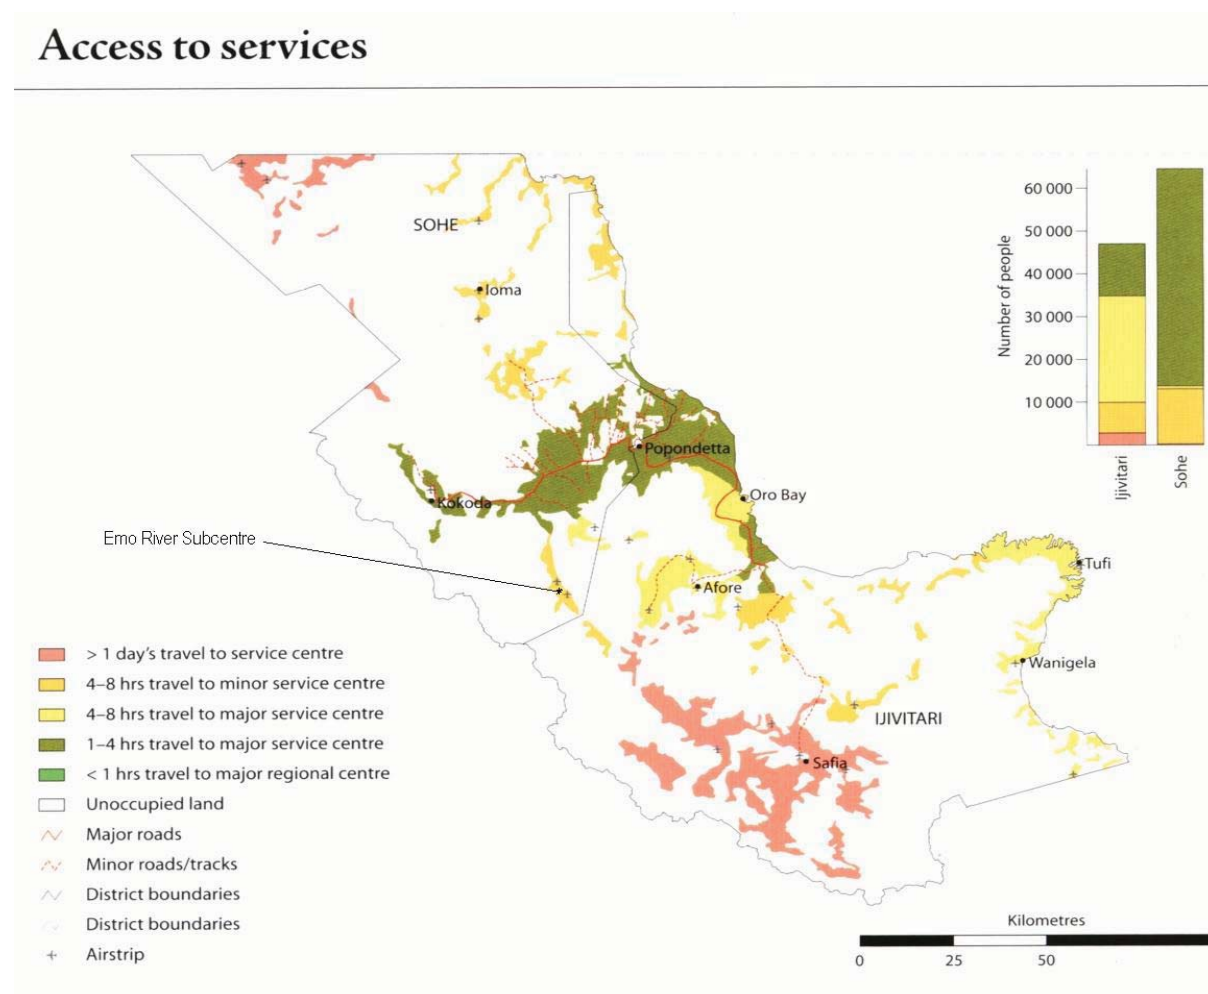 Access to services
60 000
50 000
40 000
30 000
20 000
10 000
Number of people
Ijivitari
Sohe
SOHE
Ioma
Popondetta
Kokoda
Oro Bay
Emo River Subcentre
Tufi
Afore
Wanigela
IJIVITARI
Safia
> 1 day's travel to service centre
4–8 hrs travel to minor service centre
4–8 hrs travel to major service centre
1–4 hrs travel to major service centre
< 1 hrs travel to major regional centre
Unoccupied land
Major roads
Minor roads/tracks
District boundaries
District boundaries
Airstrip
Kilometres
0 25 50